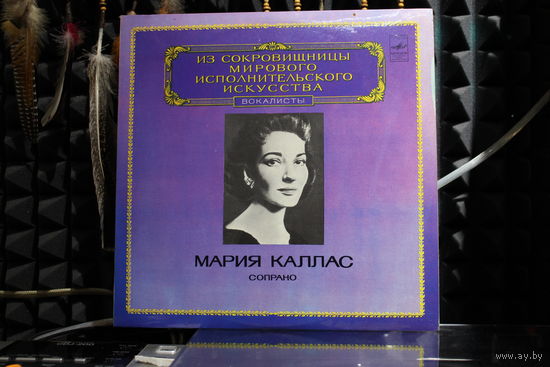 ИЗ СОКРОВИЩНИЦЫ
МИРОВОГО
ИСПОЛНИТЕЛЬСКОГО
ИСКУССТВА
ВОКАЛИСТЫ
МАРИЯ КАЛЛАС
СОПРАНО
www.ay.by